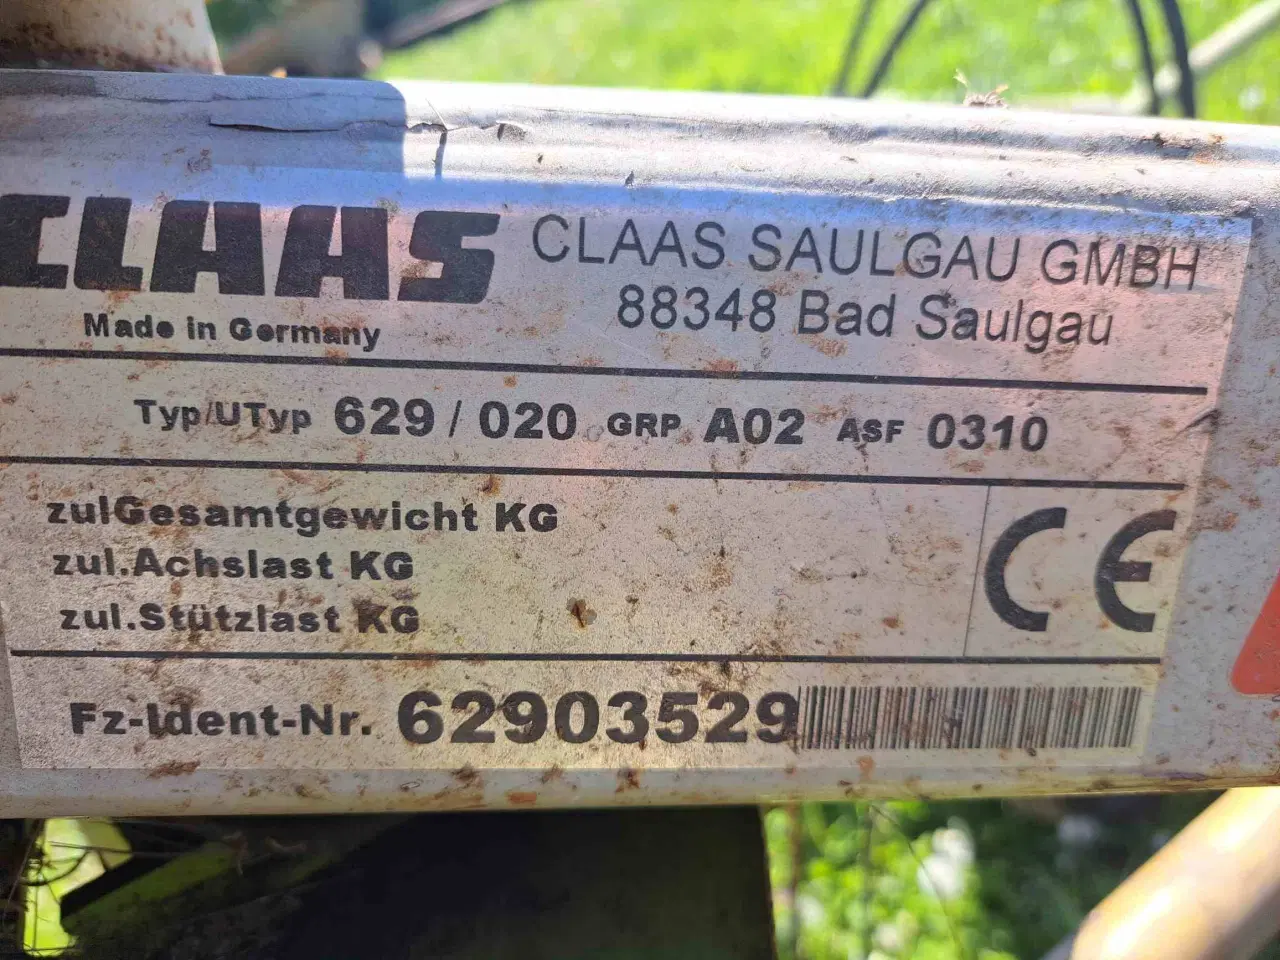 CLAAS
CLAAS SAULGAU GMBH
88348 Bad Saulgau
Made in Germany
Typ/UTyp 629 / 020 GRP A02 ASF 0310
zulGesamtgewicht KG
zul.Achslast KG
zul.Stützlast KG
CE
Fz-Ident-Nr. 62903529